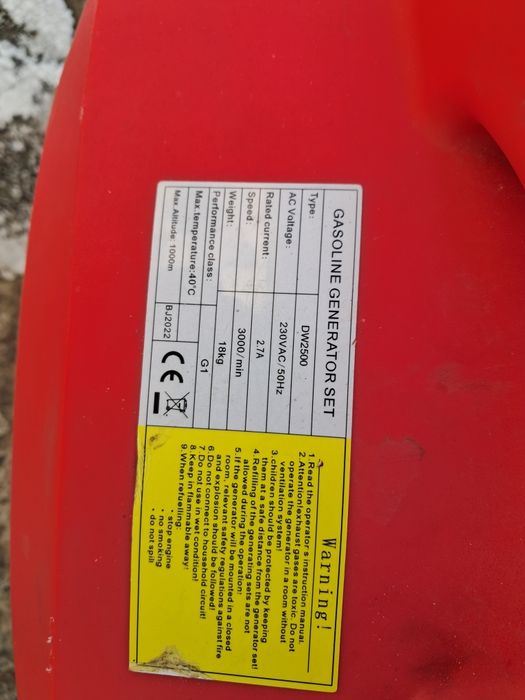 GASOLINE GENERATOR SET
Type: DW2500
AC Voltage: 230VAC/50Hz
Rated current: 2.7A
Speed: 3000/min
Weight: 18kg
Performance class: G1
Max.temperature:40°C
Max.Altitude:1000m BJ2022 CE
Warning!
1.Read the operator s instruction manual.
2.Attention!exhaust gases are toxic. Do not
operate the generator in a room without
ventilation system!
3.children should be protected by keeping
them at a safe distance from the generator set!
4.Refilling of the generating sets are not
allowed during the operation!
5.If the generator will be mounted in a closed
room, relevant safety regulations against fire
and explosion should be followed!
6.Do not connect to household circuit!
7.Do not use in wet condition!
8.Keep in flammable away!
9.When refuelling:
· stop engine
· no smoking
· do not spill